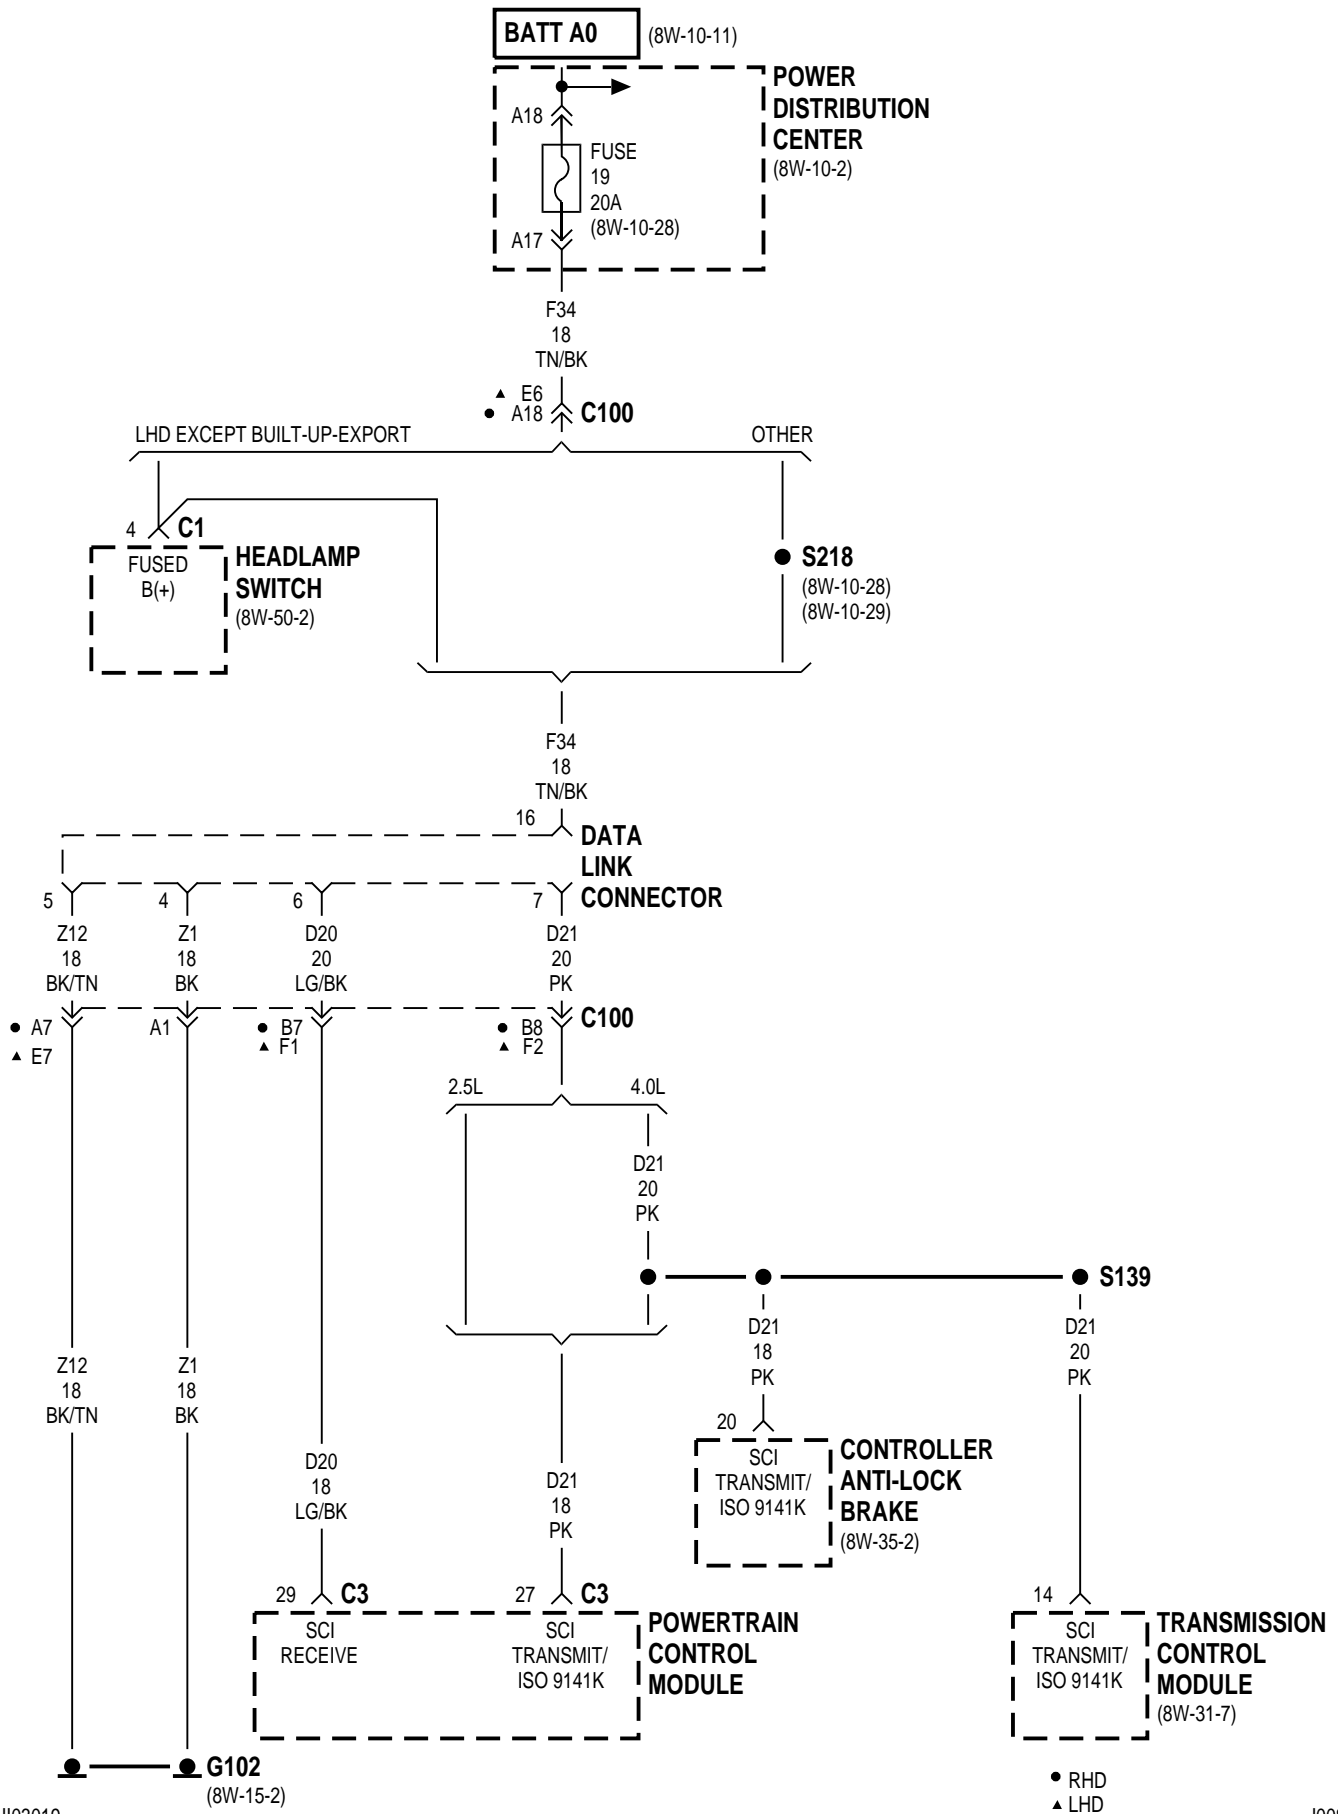 BATT A0 (8W-10-11)
POWER
DISTRIBUTION
CENTER
(8W-10-2)
A18
FUSE
19
20A
(8W-10-28)
A17
F34
18
TN/BK
▲ E6
● A18 C100
LHD EXCEPT BUILT-UP-EXPORT OTHER
4 C1
FUSED
B(+)
HEADLAMP
SWITCH
(8W-50-2)
S218
(8W-10-28)
(8W-10-29)
F34
18
TN/BK
16
DATA
LINK
CONNECTOR
5 4 6 7
Z12 Z1 D20 D21
18 18 20 20
BK/TN BK LG/BK PK
● A7 A1 ● B7 ● B8 C100
▲ E7 ▲ F1 ▲ F2
2.5L 4.0L
D21
20
PK
S139
D21
18
PK
D21
20
PK
Z12 Z1
18 18
BK/TN BK
20
SCI
TRANSMIT/
ISO 9141K
CONTROLLER
ANTI-LOCK
BRAKE
(8W-35-2)
D20
18
LG/BK
D21
18
PK
29 C3 27 C3
SCI
RECEIVE
SCI
TRANSMIT/
ISO 9141K
POWERTRAIN
CONTROL
MODULE
14
SCI
TRANSMIT/
ISO 9141K
TRANSMISSION
CONTROL
MODULE
(8W-31-7)
G102
(8W-15-2)
● RHD
▲ LHD